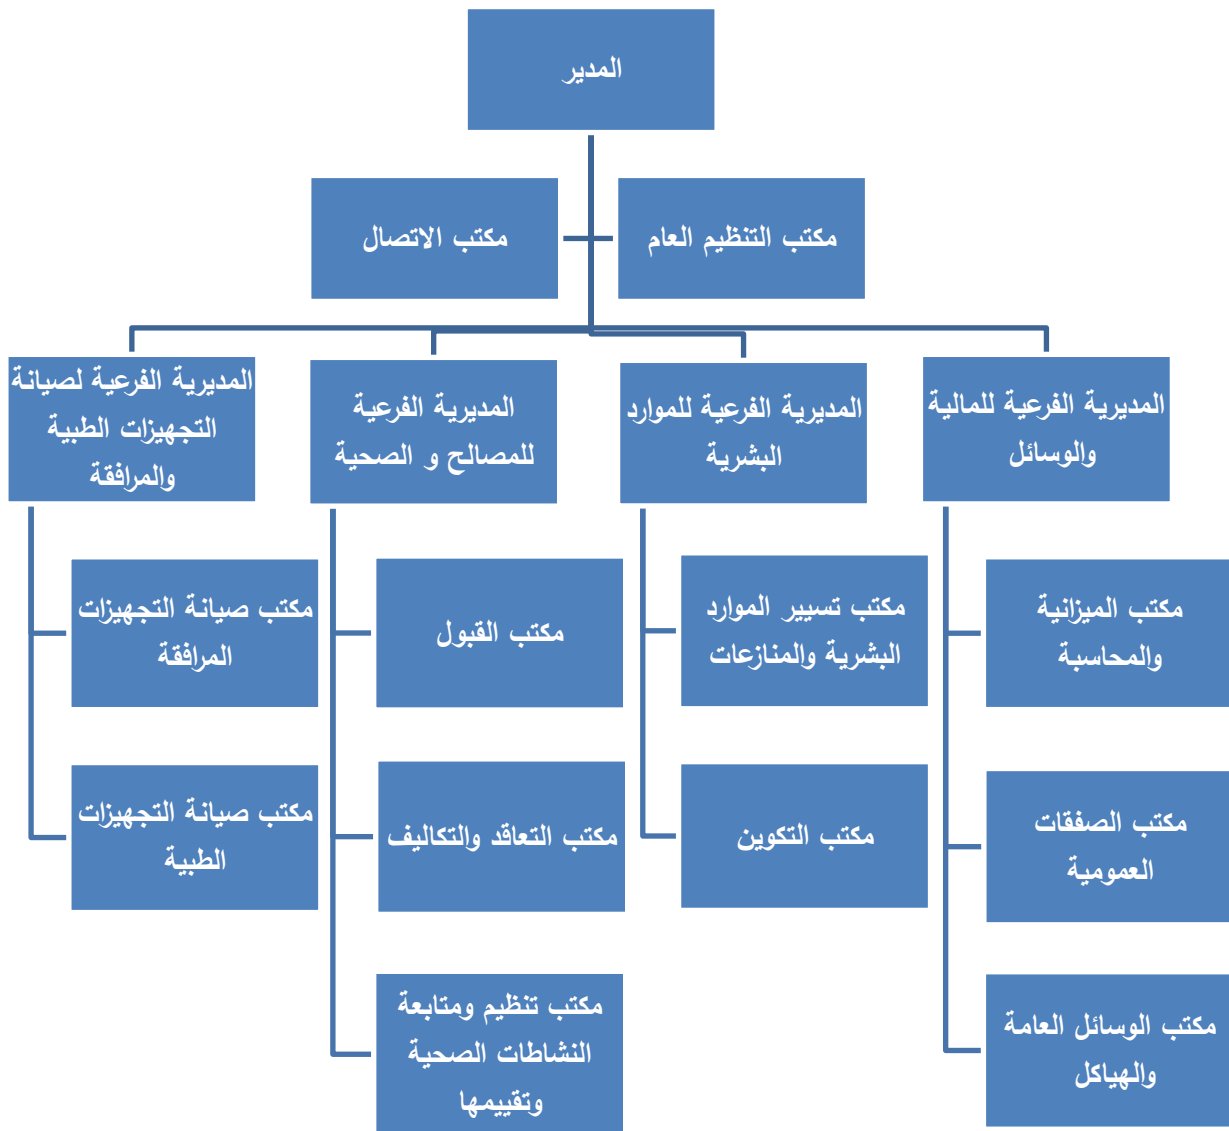 المدير
مكتب التنظيم العام
مكتب الاتصال
المديرية الفرعية للمالية
والوسائل
المديرية الفرعية للموارد
البشرية
المديرية الفرعية
للمصالح و الصحية
المديرية الفرعية لصيانة
التجهيزات الطبية
والمرافقة
مكتب الميزانية
والمحاسبة
مكتب تسيير الموارد
البشرية والمنازعات
مكتب القبول
مكتب صيانة التجهيزات
المرافقة
مكتب الصفقات
العمومية
مكتب التكوين
مكتب التعاقد والتكاليف
مكتب صيانة التجهيزات
الطبية
مكتب الوسائل العامة
والهياكل
مكتب تنظيم ومتابعة
النشاطات الصحية
وتقييمها